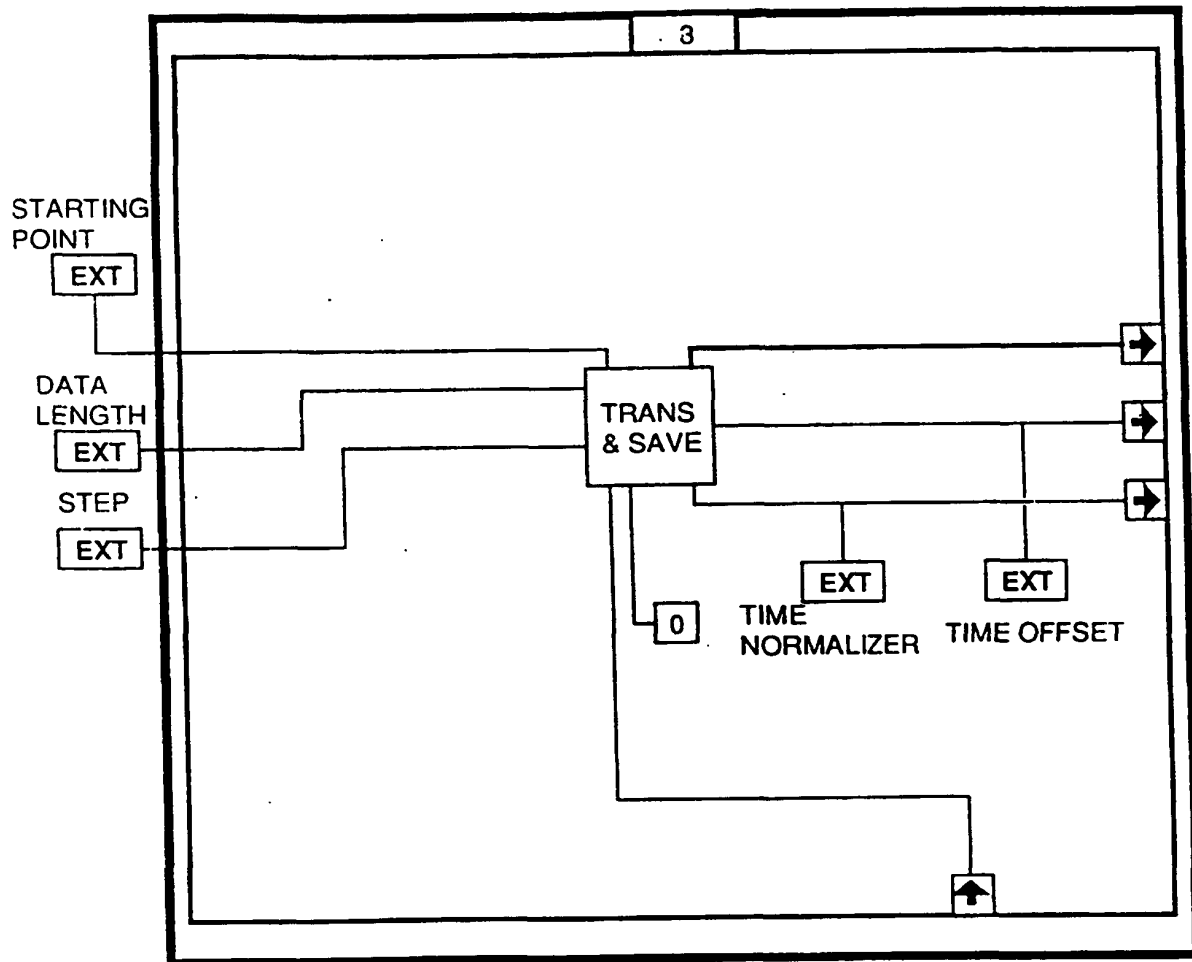 3
STARTING
POINT
EXT
DATA
LENGTH
EXT
STEP
EXT
TRANS
& SAVE
0
EXT
TIME
NORMALIZER
EXT
TIME OFFSET